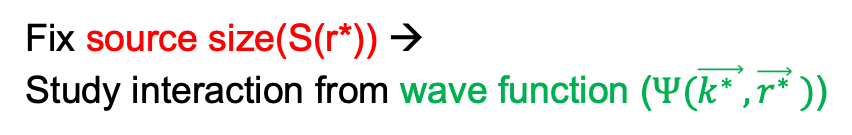 Fix source size(S(r*)) →
Study interaction from wave function (Ψ(k*⃗ , r*⃗ ))